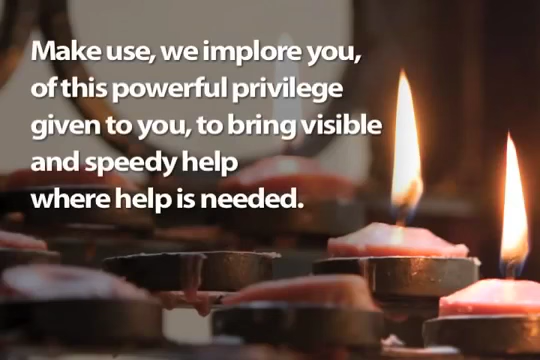 Make use, we implore you,
of this powerful privilege
given to you, to bring visible
and speedy help
where help is needed.